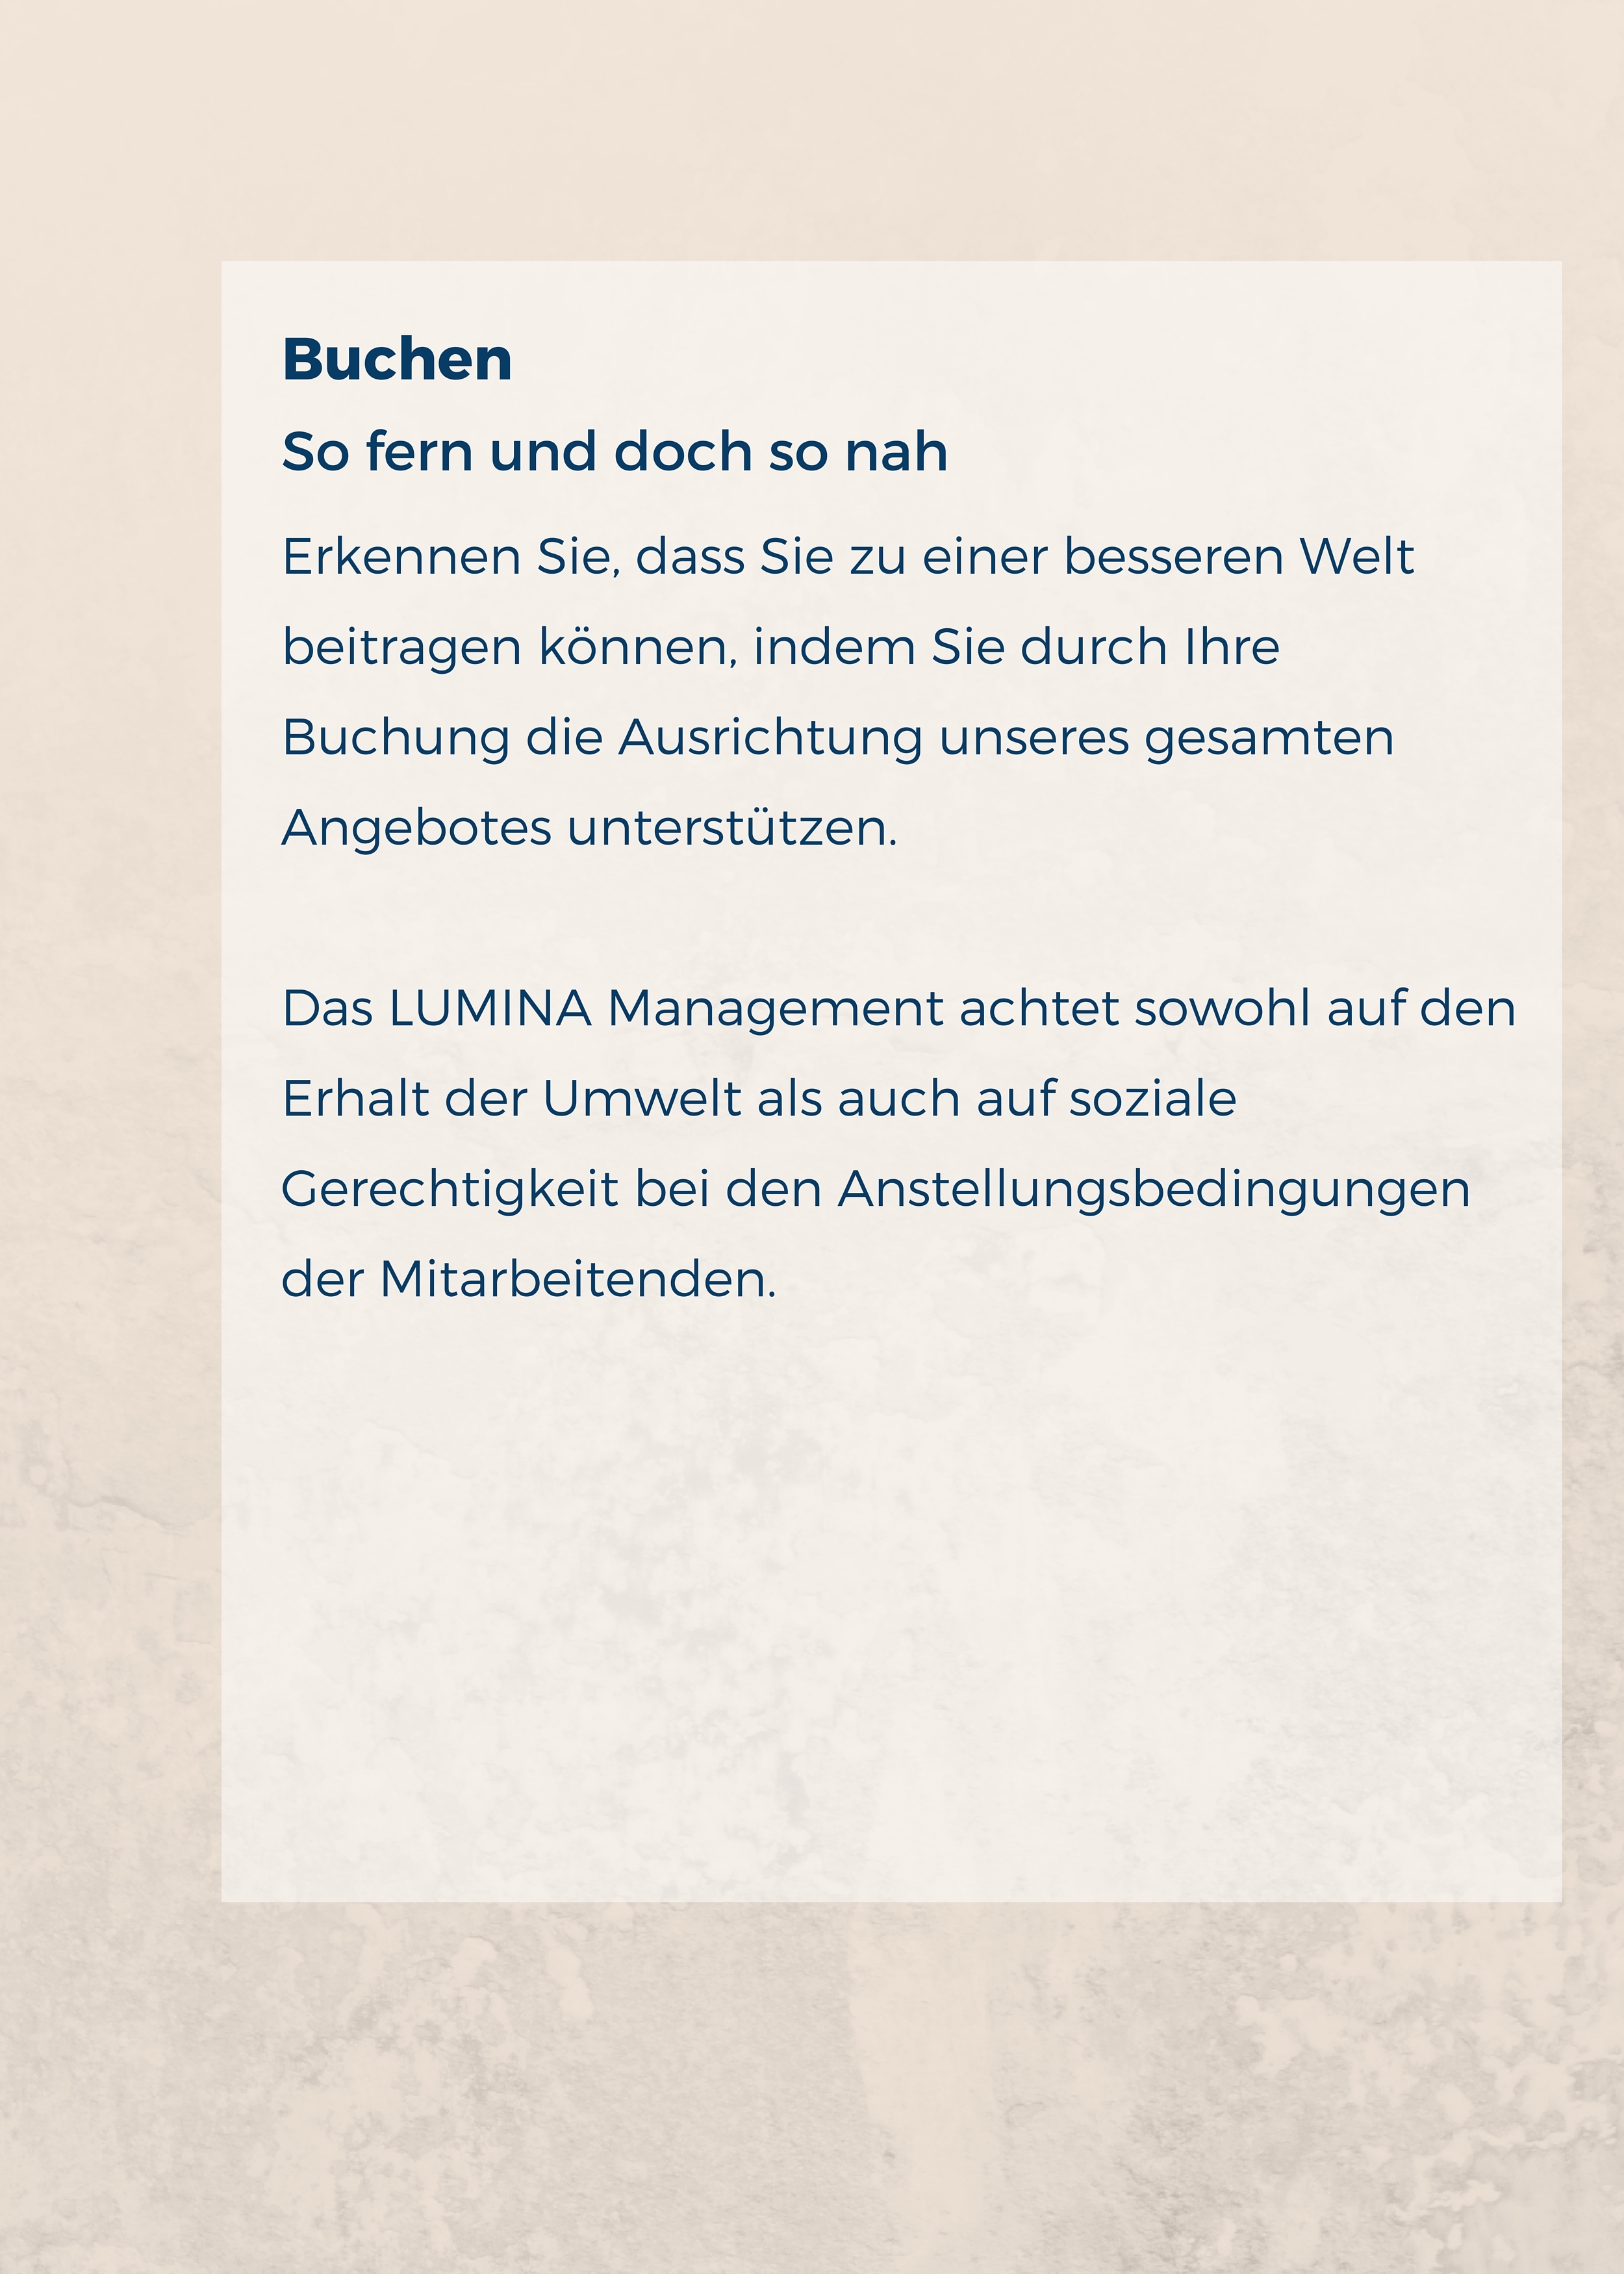 Buchen
So fern und doch so nah
Erkennen Sie, dass Sie zu einer besseren Welt
beitragen können, indem Sie durch Ihre
Buchung die Ausrichtung unseres gesamten
Angebotes unterstützen.
Das LUMINA Management achtet sowohl auf den
Erhalt der Umwelt als auch auf soziale
Gerechtigkeit bei den Anstellungsbedingungen
der Mitarbeitenden.